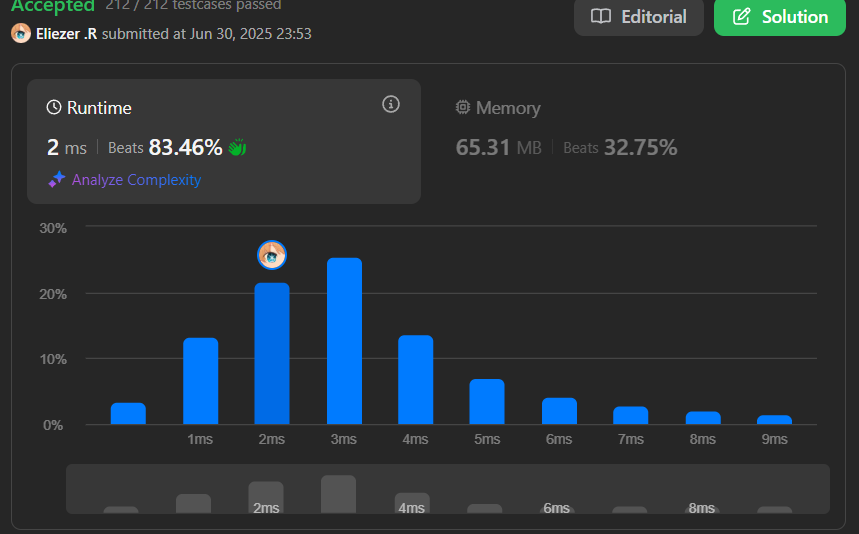 Accepted 212 / 212 testcases passed
Eliezer .R submitted at Jun 30, 2025 23:53
Editorial
Solution
Runtime
2 ms Beats 83.46%
Analyze Complexity
Memory
65.31 MB Beats 32.75%
30%
20%
10%
0%
1ms 2ms 3ms 4ms 5ms 6ms 7ms 8ms 9ms
2ms 4ms 6ms 8ms